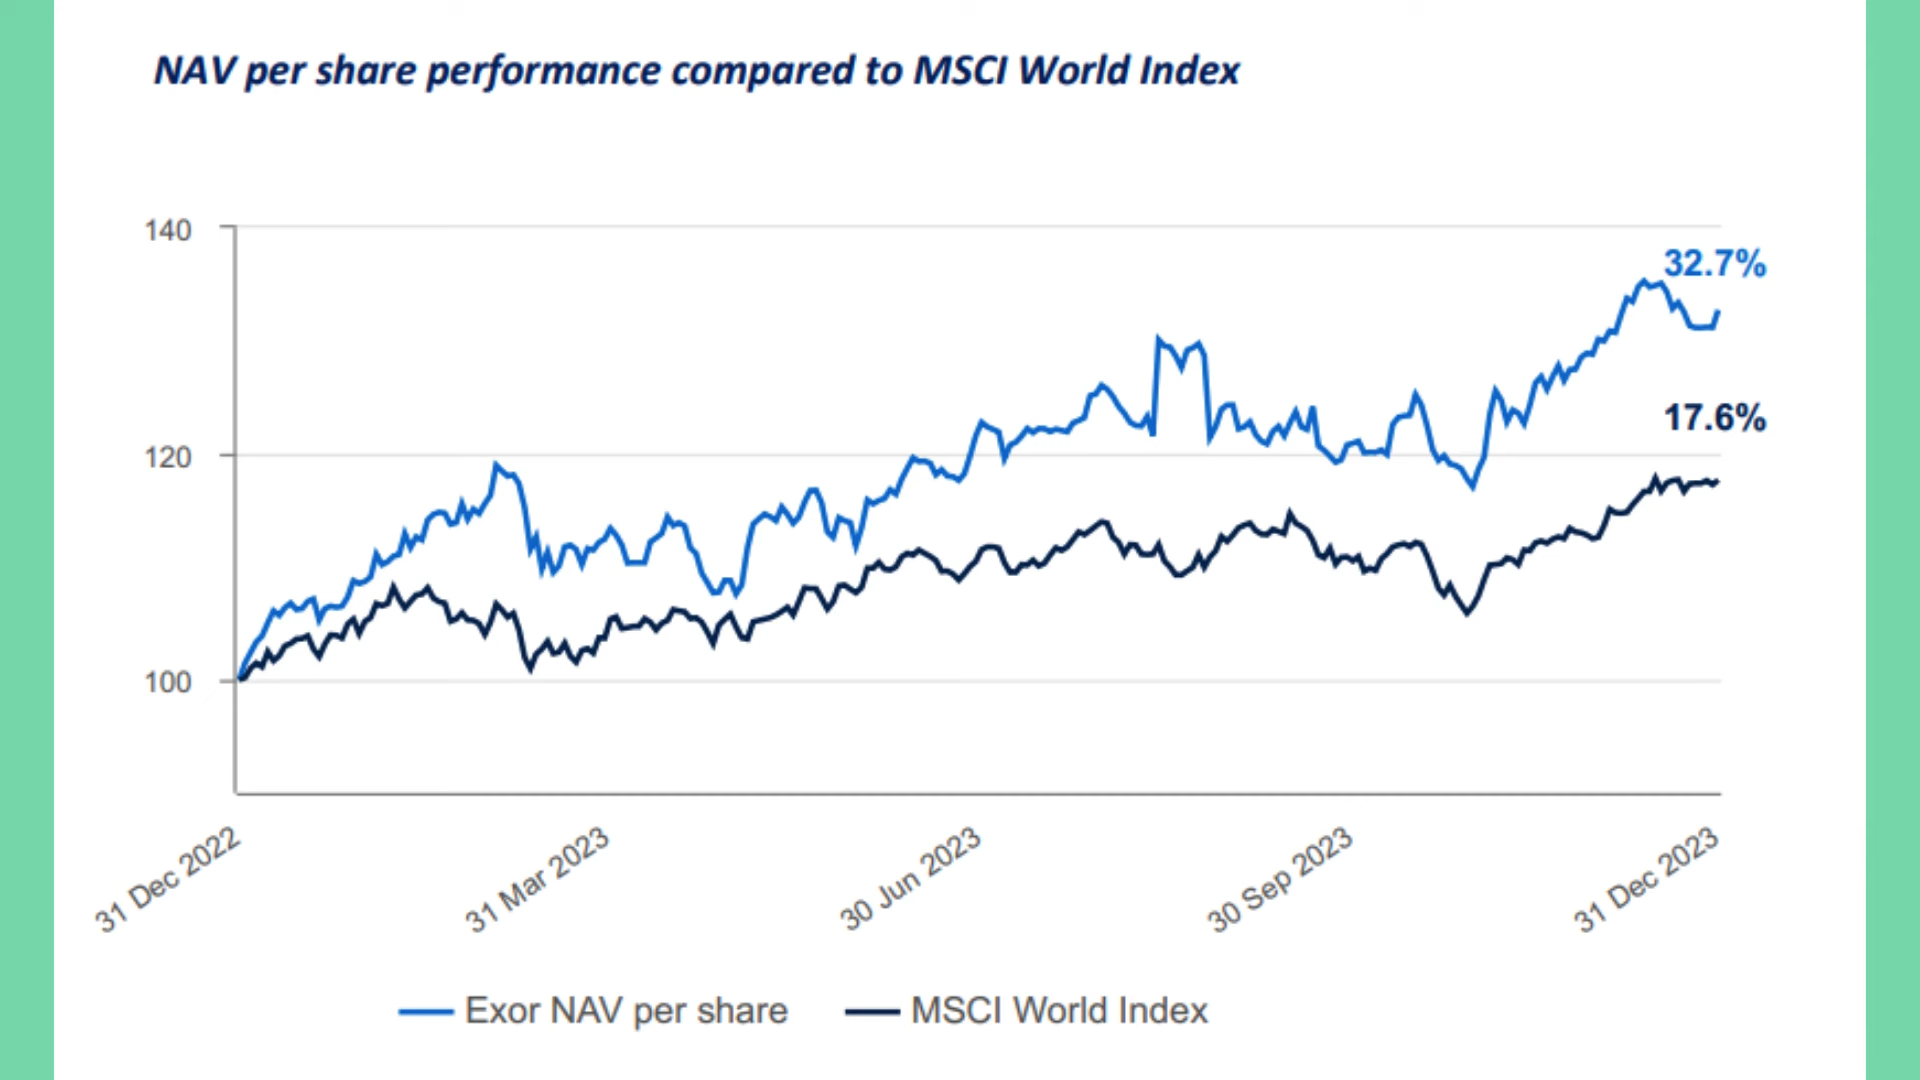 NAV per share performance compared to MSCI World Index
140
32.7%
17.6%
120
100
31 Dec 2022
31 Mar 2023
30 Jun 2023
30 Sep 2023
31 Dec 2023
Exor NAV per share
MSCI World Index